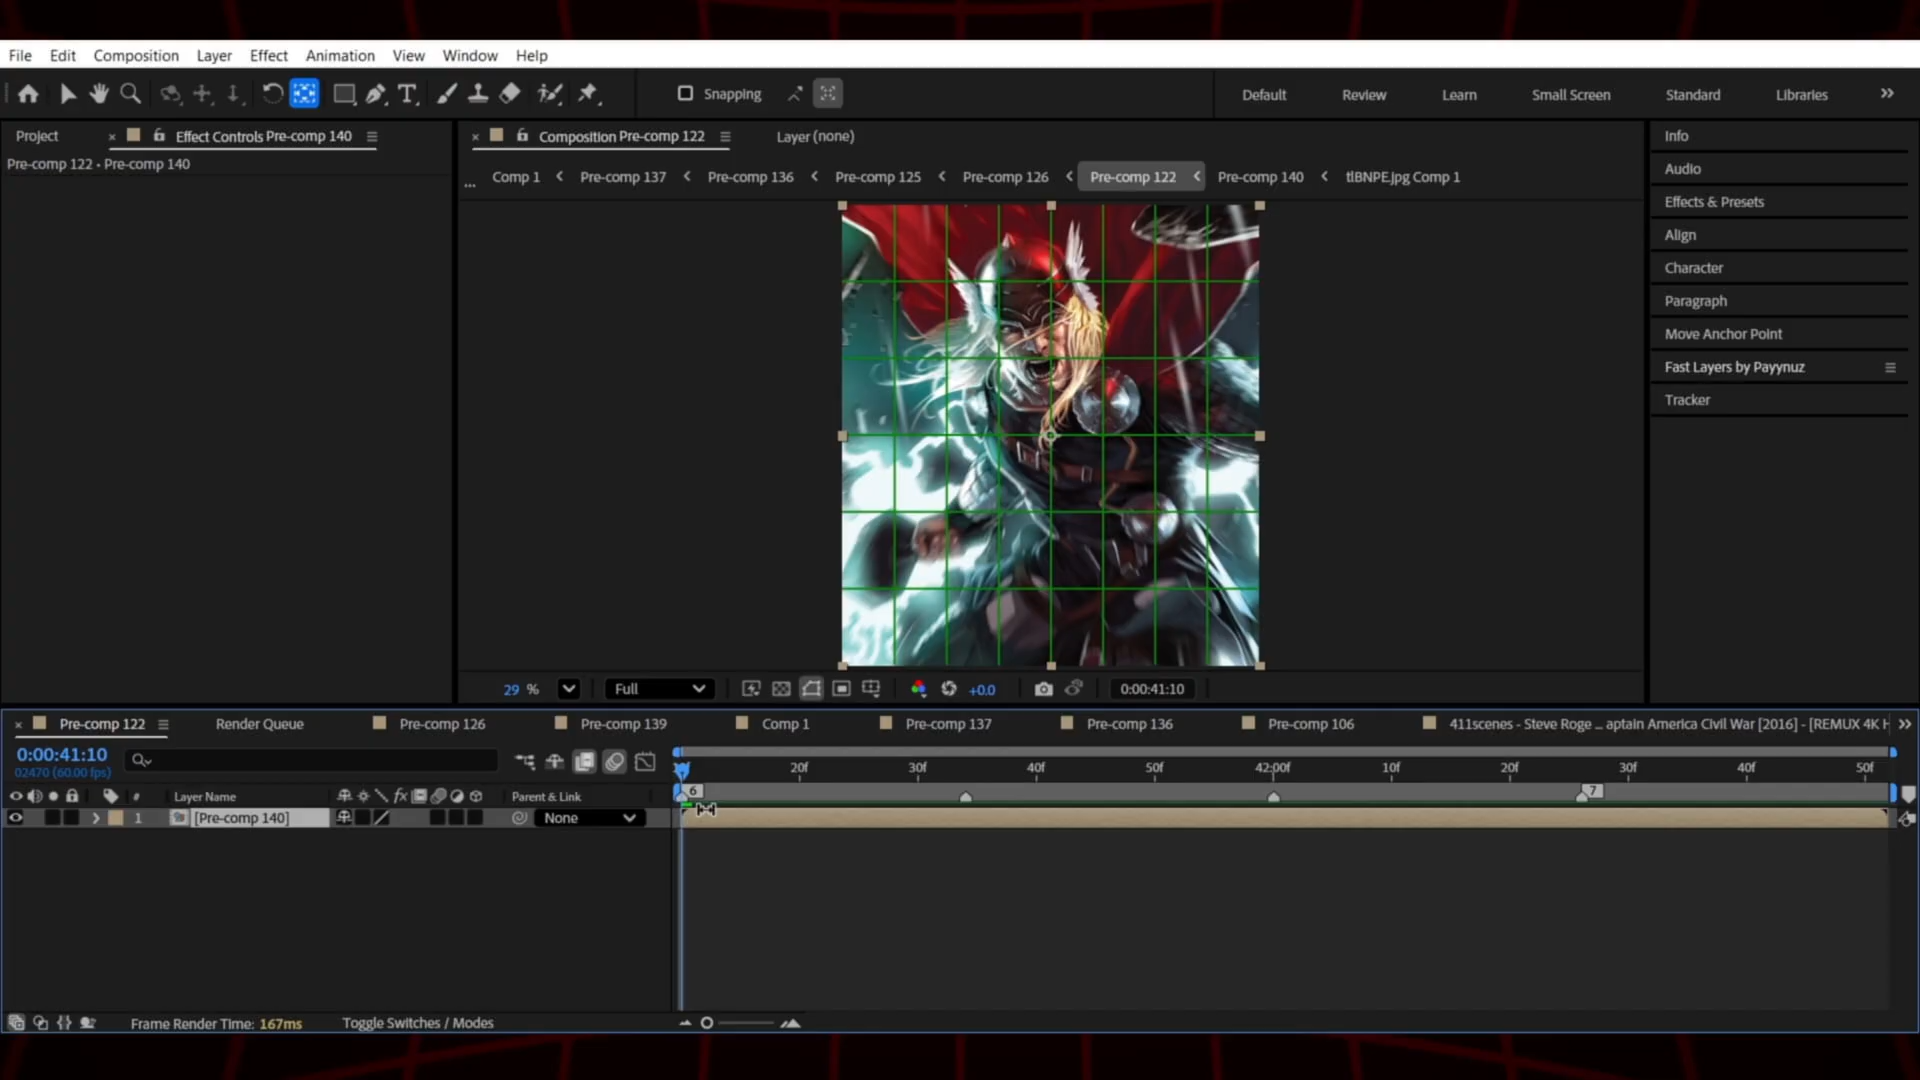 File Edit Composition Layer Effect Animation View Window Help
Snapping
Default Review Learn Small Screen Standard Libraries
Project Effect Controls Pre-comp 140
Pre-comp 122 • Pre-comp 140
Composition Pre-comp 122 Layer (none)
... Comp 1 Pre-comp 137 Pre-comp 136 Pre-comp 125 Pre-comp 126 Pre-comp 122 Pre-comp 140 tlBNPE.jpg Comp 1
Info
Audio
Effects & Presets
Align
Character
Paragraph
Move Anchor Point
Fast Layers by Payynuz
Tracker
29 % Full +0.0 0:00:41:10
Pre-comp 122 Render Queue Pre-comp 126 Pre-comp 139 Comp 1 Pre-comp 137 Pre-comp 136 Pre-comp 106 411scenes - Steve Roge ... aptain America Civil War [2016] - [REMUX 4K H
0:00:41:10
02470 (60.00 fps)
20f 30f 40f 50f 42:00f 10f 20f 30f 40f 50f
6 7
# Layer Name fx Parent & Link
1 [Pre-comp 140] None
Frame Render Time: 167ms Toggle Switches / Modes